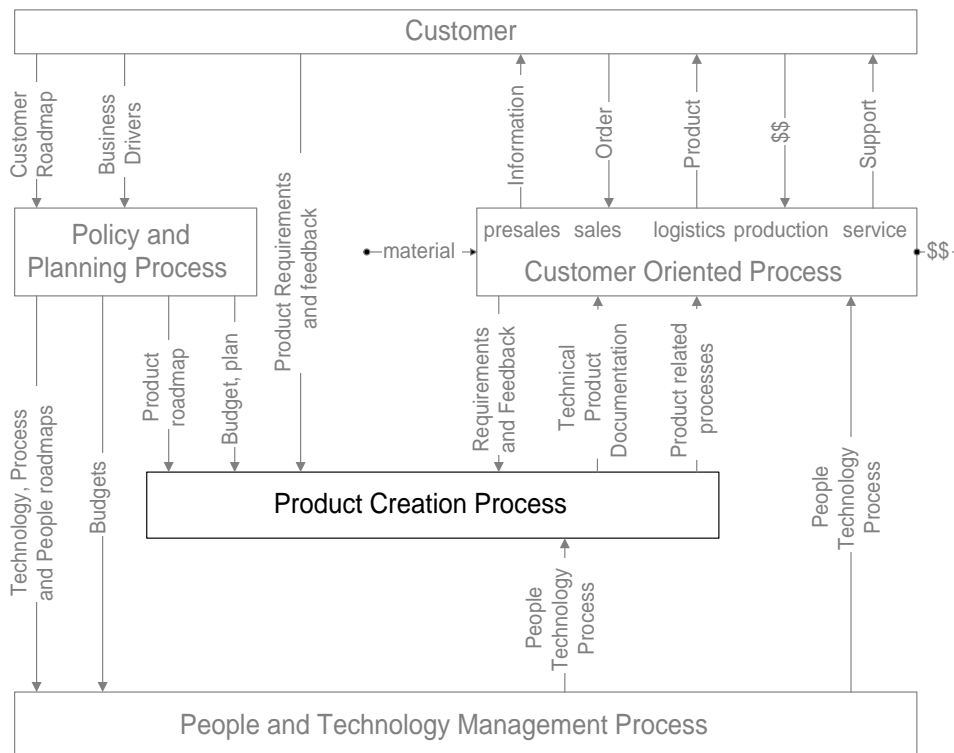 Customer
Customer
Roadmap
Business
Drivers
Product Requirements
and feedback
Information
Order
Product
$$
Support
Policy and
Planning Process
material
presales sales logistics production service
Customer Oriented Process
$$
Technology, Process
and People roadmaps
Budgets
Product
roadmap
Budget, plan
Requirements
and Feedback
Technical
Product
Documentation
Product related
processes
People
Technology
Process
Product Creation Process
People
Technology
Process
People and Technology Management Process